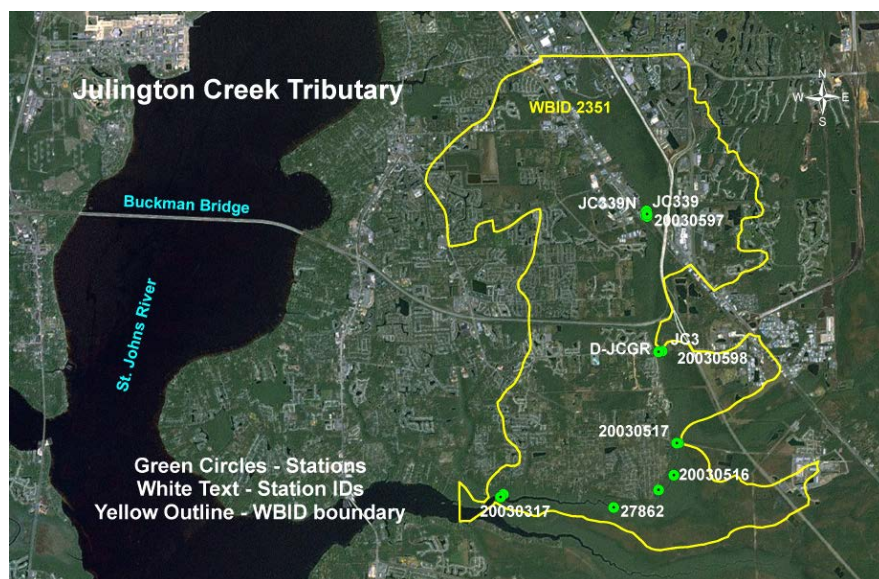 Julington Creek Tributary
WBID 2351
N
W E
S
Buckman Bridge
JC339N JC339
20030597
St. Johns River
D-JCGR JC3
20030598
20030517
Green Circles - Stations
White Text - Station IDs
Yellow Outline - WBID boundary
20030516
20030317
27862